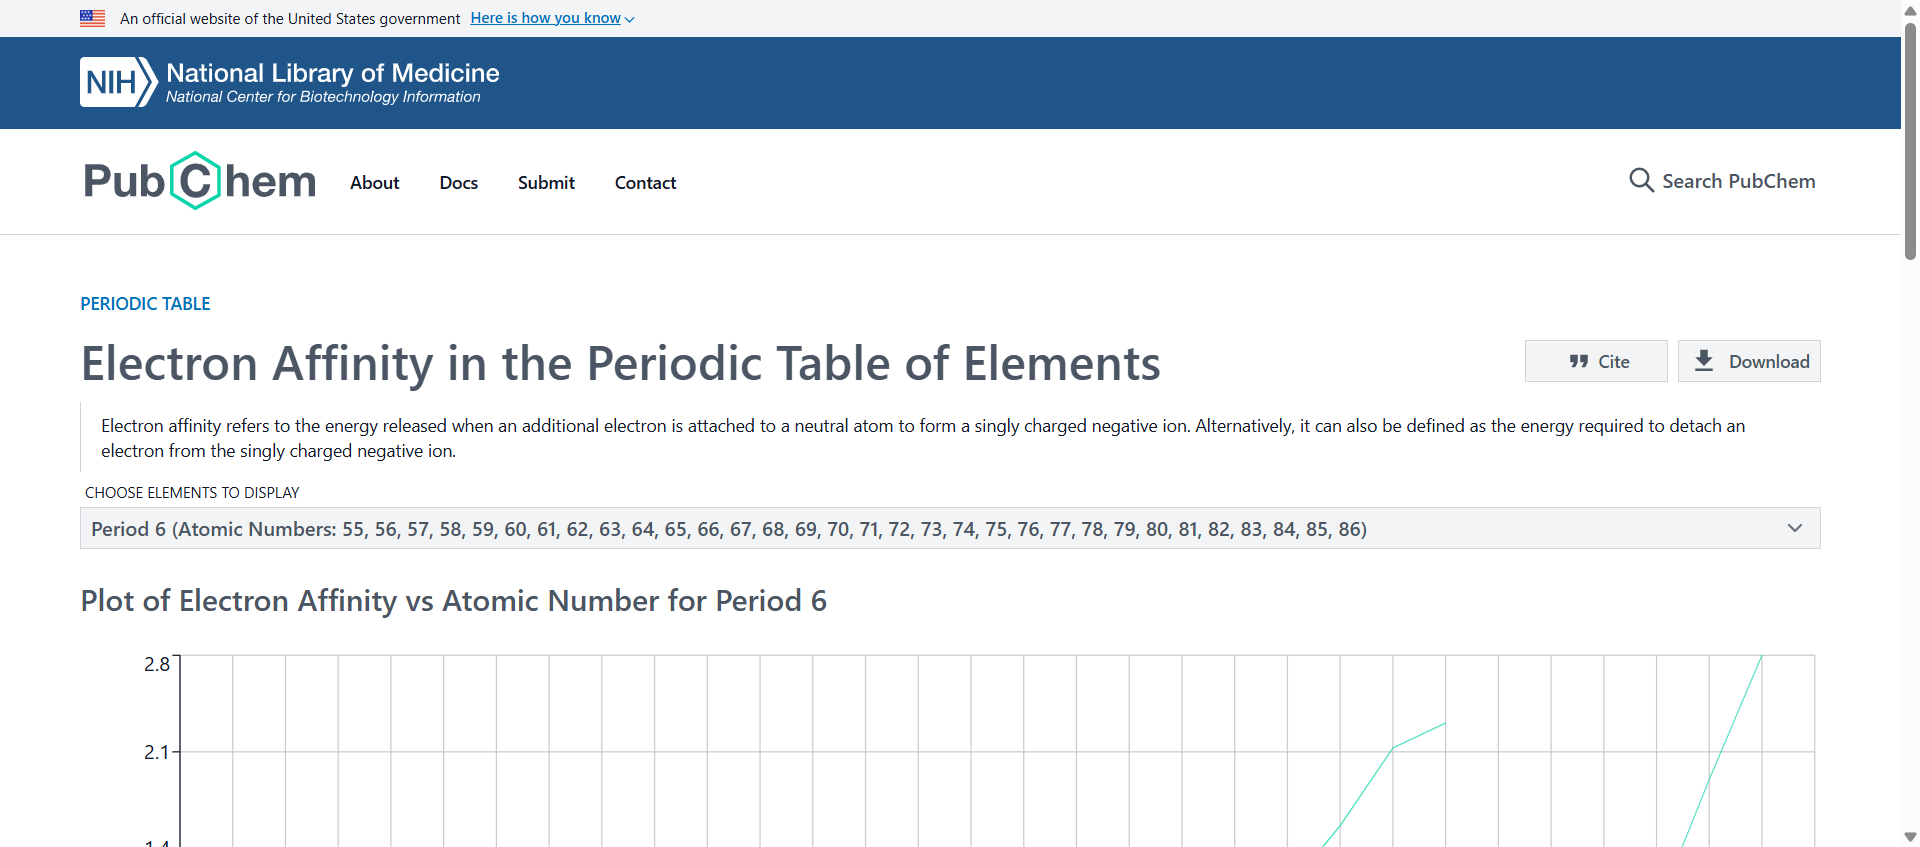 An official website of the United States government Here is how you know
NIH National Library of Medicine
National Center for Biotechnology Information
PubChem About Docs Submit Contact Search PubChem
PERIODIC TABLE
Electron Affinity in the Periodic Table of Elements
Cite Download
Electron affinity refers to the energy released when an additional electron is attached to a neutral atom to form a singly charged negative ion. Alternatively, it can also be defined as the energy required to detach an
electron from the singly charged negative ion.
CHOOSE ELEMENTS TO DISPLAY
Period 6 (Atomic Numbers: 55, 56, 57, 58, 59, 60, 61, 62, 63, 64, 65, 66, 67, 68, 69, 70, 71, 72, 73, 74, 75, 76, 77, 78, 79, 80, 81, 82, 83, 84, 85, 86)
Plot of Electron Affinity vs Atomic Number for Period 6
2.8
2.1
1.4